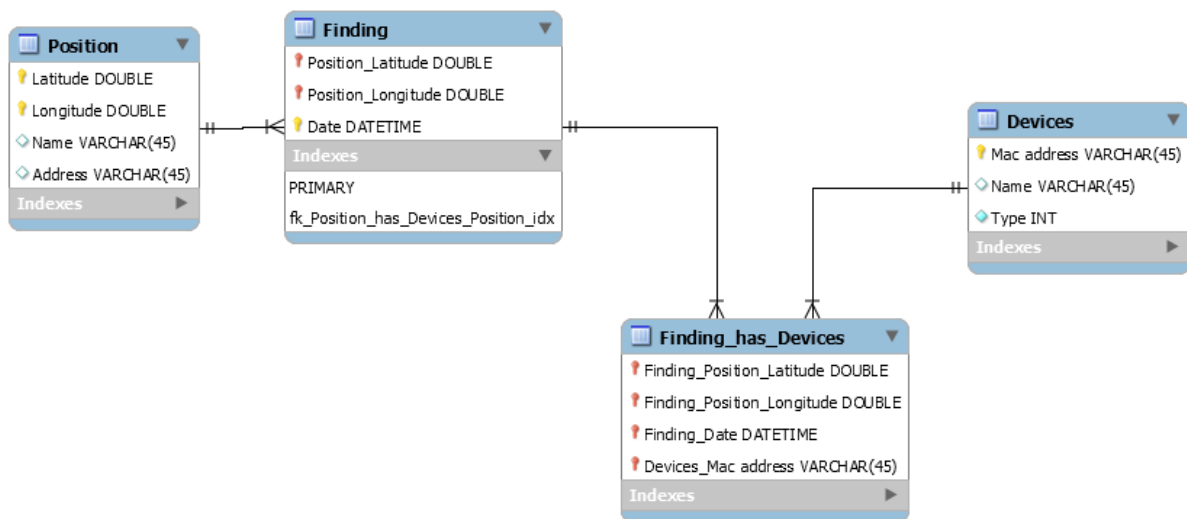 Position
Latitude DOUBLE
Longitude DOUBLE
Name VARCHAR(45)
Address VARCHAR(45)
Indexes
Finding
Position_Latitude DOUBLE
Position_Longitude DOUBLE
Date DATETIME
Indexes
PRIMARY
fk_Position_has_Devices_Position_idx
Devices
Mac address VARCHAR(45)
Name VARCHAR(45)
Type INT
Indexes
Finding_has_Devices
Finding_Position_Latitude DOUBLE
Finding_Position_Longitude DOUBLE
Finding_Date DATETIME
Devices_Mac address VARCHAR(45)
Indexes